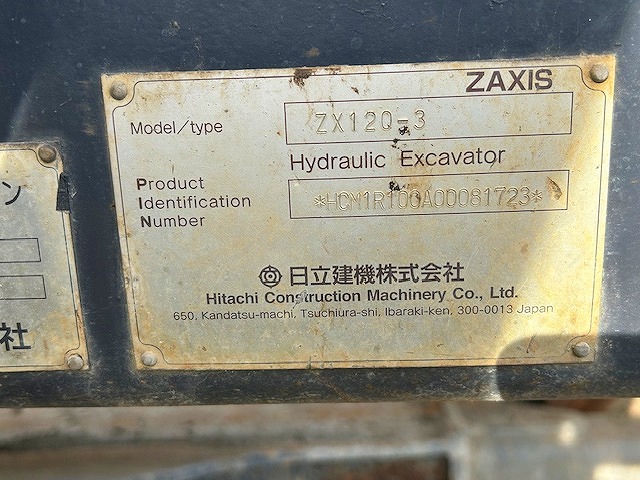 ZAXIS
Model/type
ZX120-3
Hydraulic Excavator
Product
Identification
Number
*HCM1R100A00081723*
日立建機株式会社
Hitachi Construction Machinery Co., Ltd.
650, Kandatsu-machi, Tsuchiura-shi, Ibaraki-ken, 300-0013 Japan
ン
社